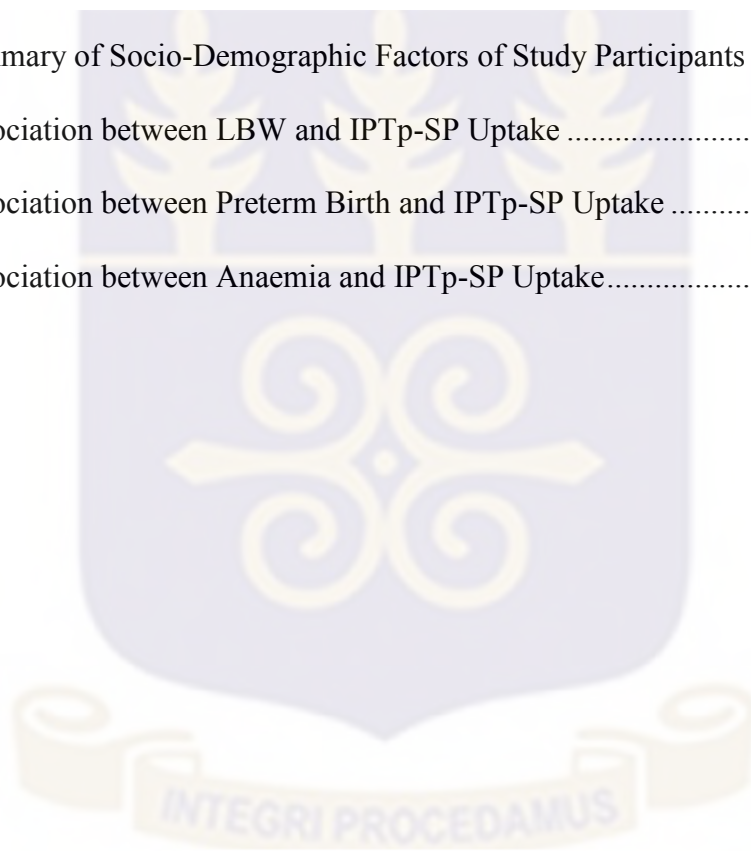 mmary of Socio-Demographic Factors of Study Participants
ociation between LBW and IPTp-SP Uptake .......................
ociation between Preterm Birth and IPTp-SP Uptake ..........
ociation between Anaemia and IPTp-SP Uptake..................
INTEGRI PROCEDAMUS